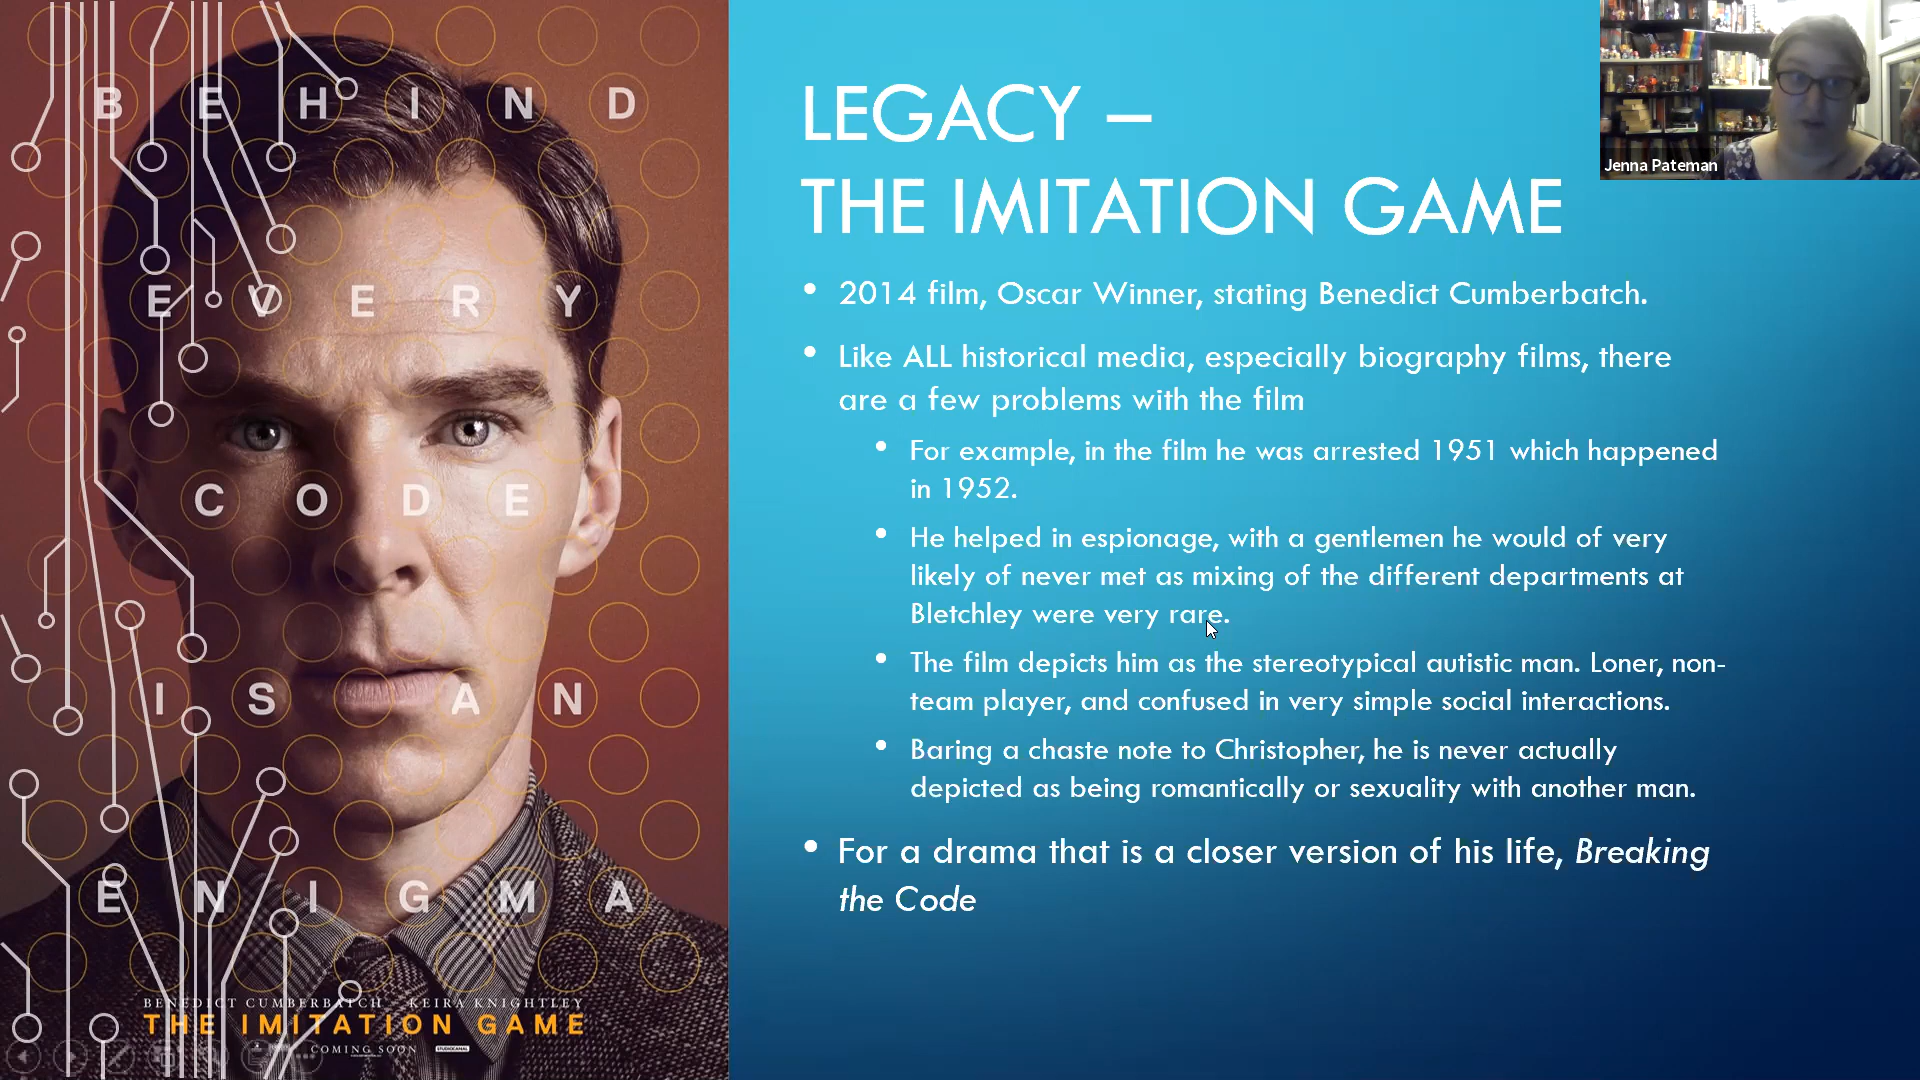 BEHIND
EVERY
CODE
IS AN
ENIGMA
BENEDICT CUMBERBATCH KEIRA KNIGHTLEY
THE IMITATION GAME
COMING SOON
STUDIOCANAL
LEGACY –
THE IMITATION GAME
• 2014 film, Oscar Winner, stating Benedict Cumberbatch.
• Like ALL historical media, especially biography films, there
are a few problems with the film
• For example, in the film he was arrested 1951 which happened
in 1952.
• He helped in espionage, with a gentlemen he would of very
likely of never met as mixing of the different departments at
Bletchley were very rare.
• The film depicts him as the stereotypical autistic man. Loner, non-
team player, and confused in very simple social interactions.
• Baring a chaste note to Christopher, he is never actually
depicted as being romantically or sexuality with another man.
• For a drama that is a closer version of his life, Breaking
the Code
Jenna Pateman